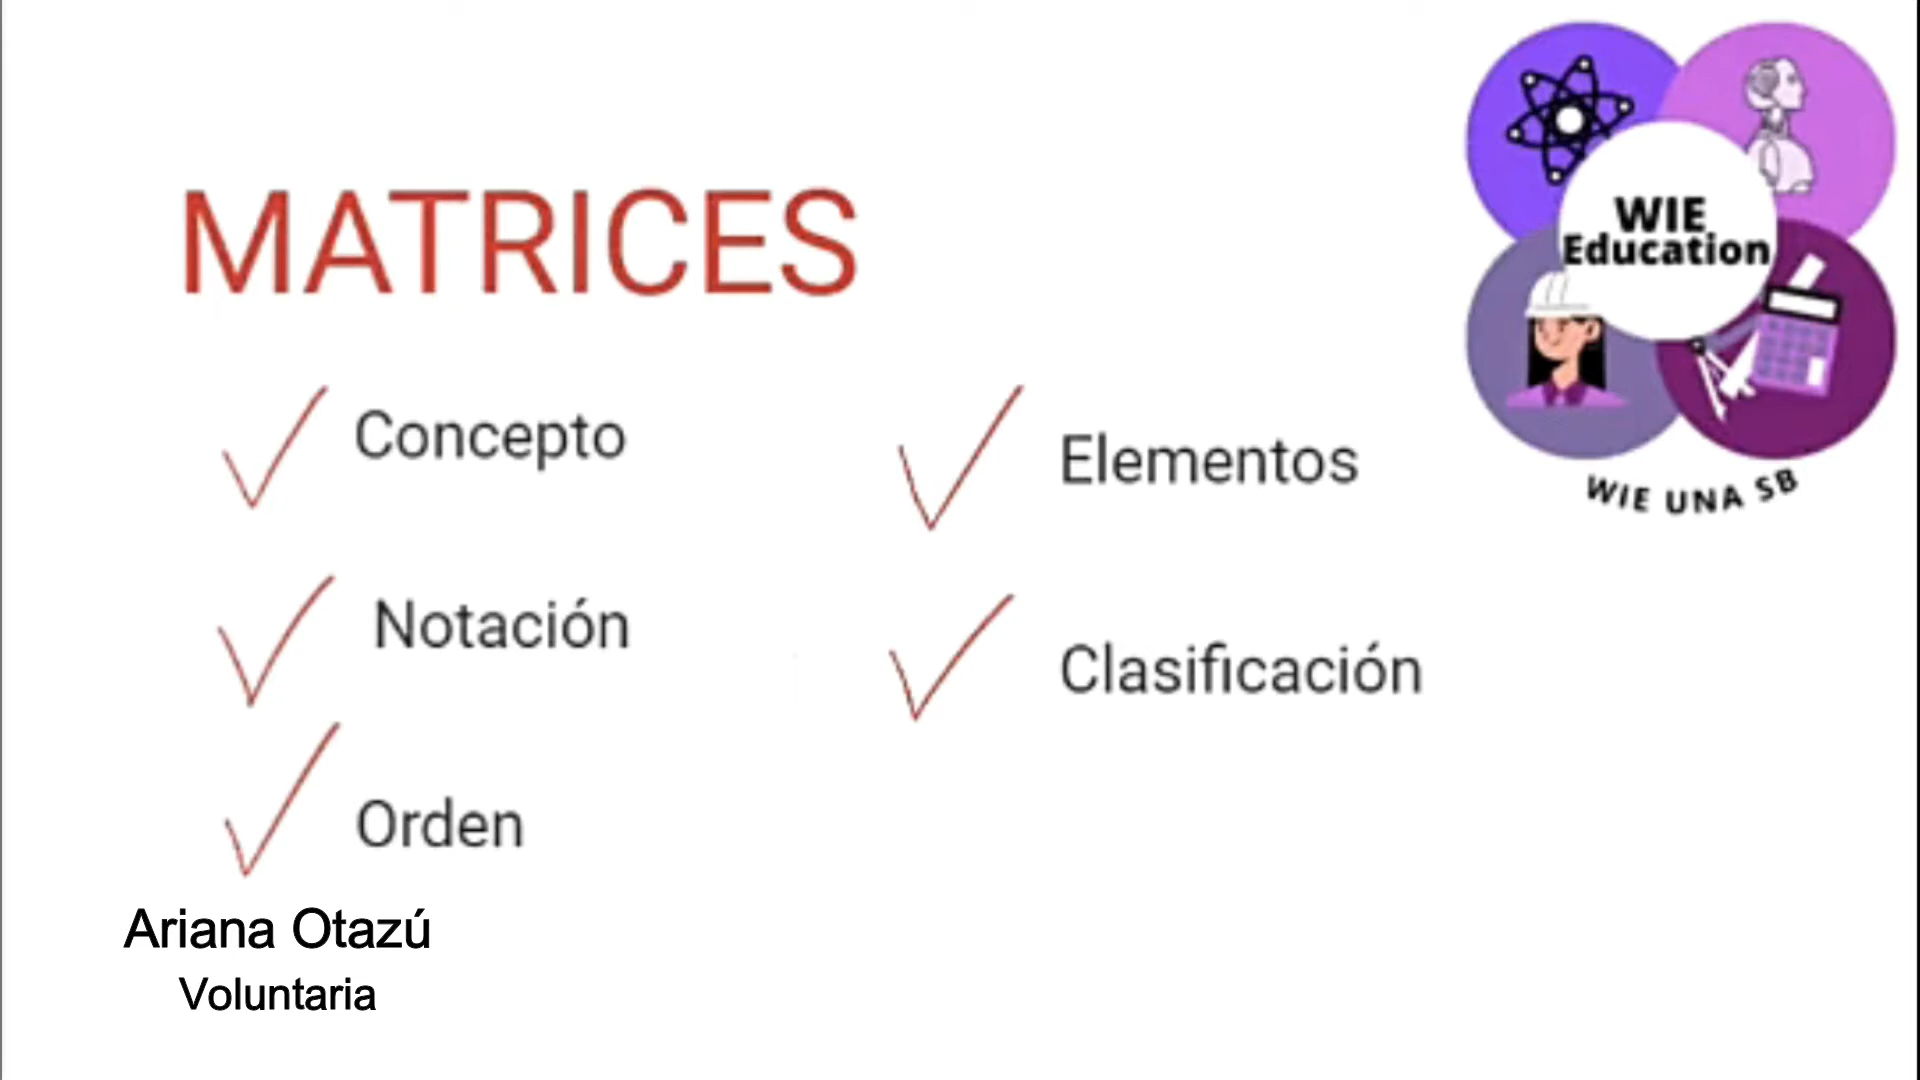 MATRICES
Concepto
Notación
Orden
Elementos
Clasificación
WIE
Education
WIE UNA SB
Ariana Otazú
Voluntaria